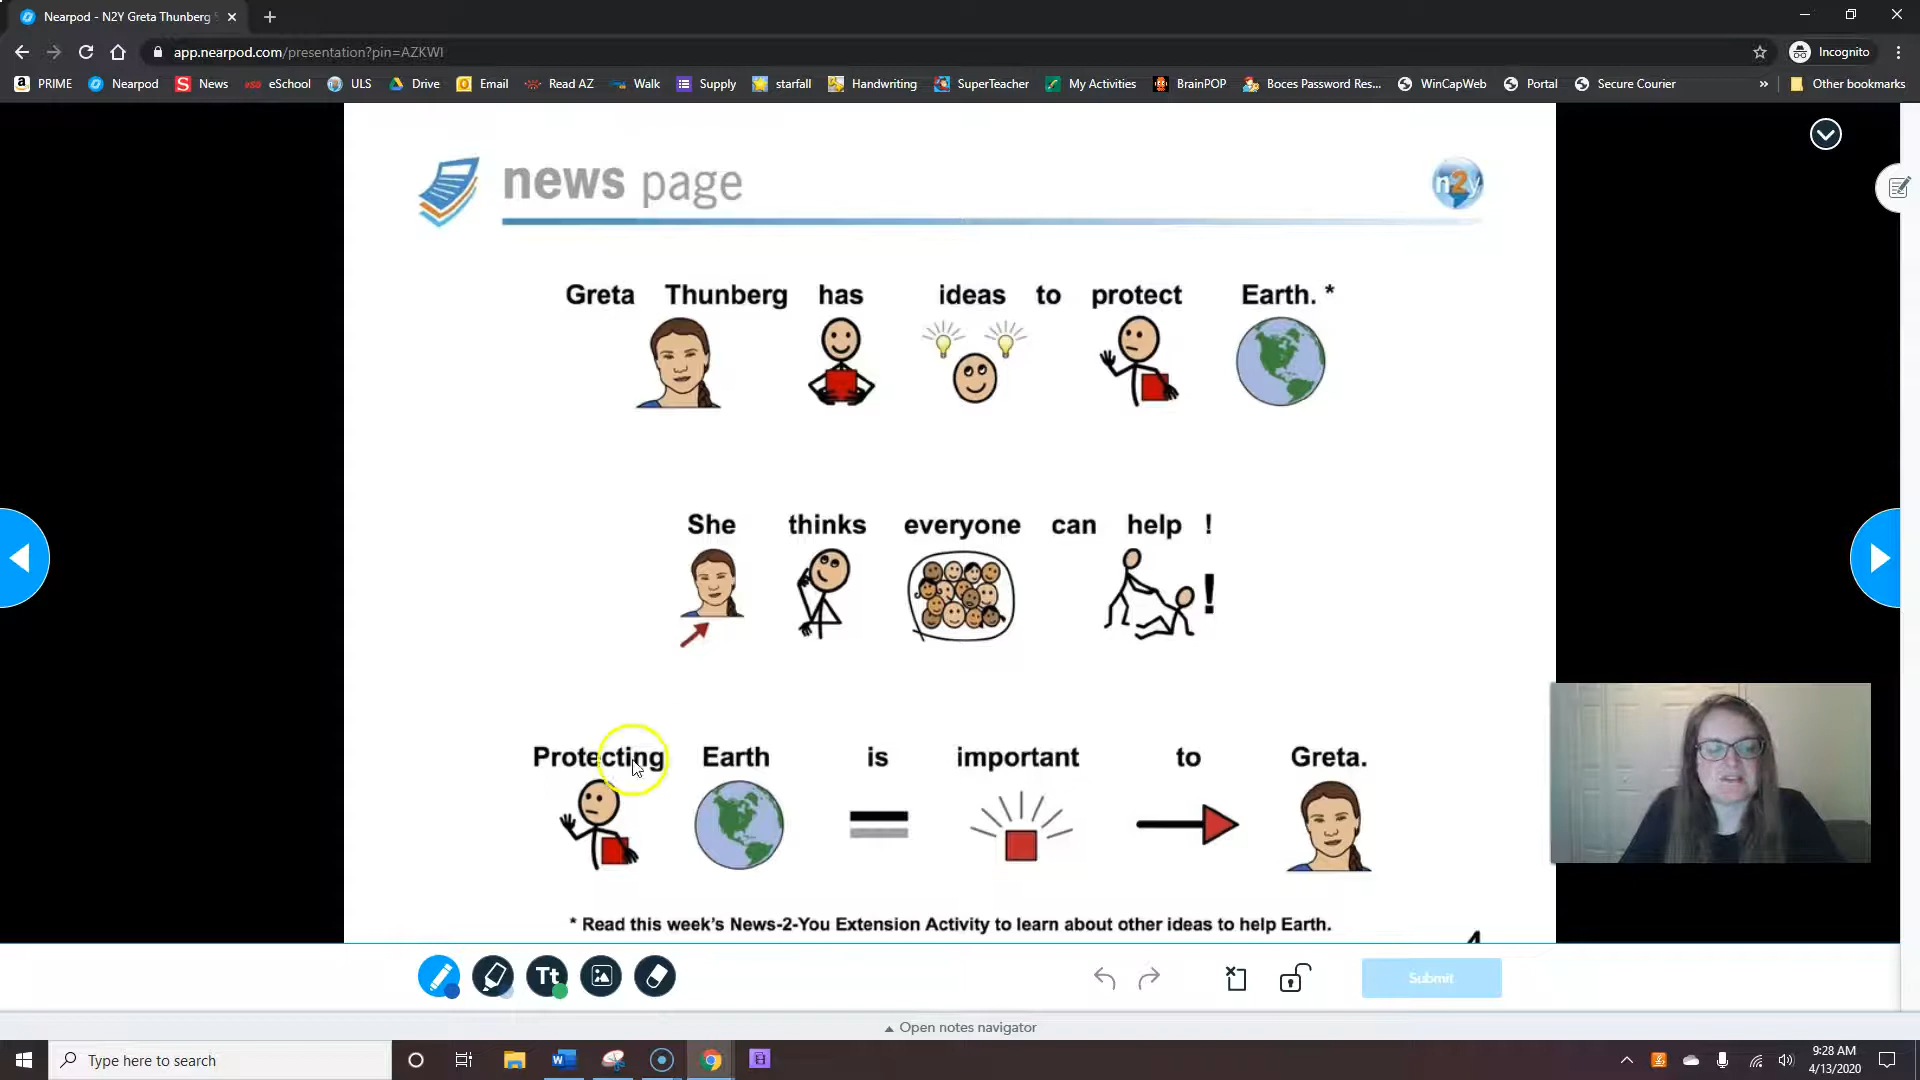 Nearpod - N2Y Greta Thunberg
app.nearpod.com/presentation?pin=AZKWI
Incognito
PRIME Nearpod News eSchool ULS Drive Email Read AZ Walk Supply starfall Handwriting SuperTeacher My Activities BrainPOP Boces Password Res... WinCapWeb Portal Secure Courier » Other bookmarks
news page
n2y
Greta Thunberg has ideas to protect Earth. *
She thinks everyone can help !
!
Protecting Earth is important to Greta.
* Read this week's News-2-You Extension Activity to learn about other ideas to help Earth.
4
Tt
Submit
Open notes navigator
Type here to search
9:28 AM
4/13/2020